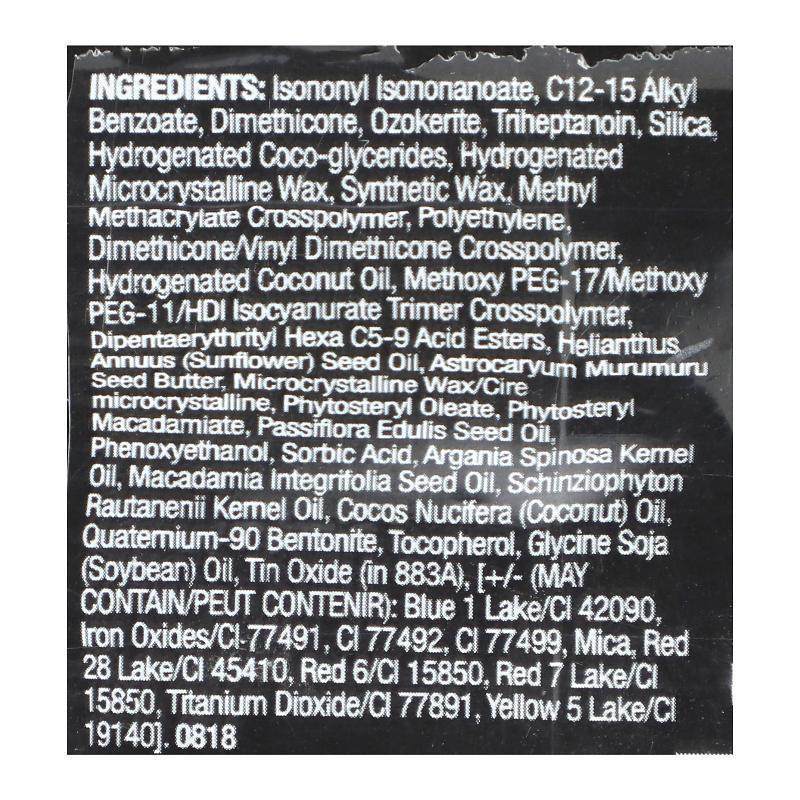 INGREDIENTS: Isononyl Isononanoate, C12-15 Alkyl
Benzoate, Dimethicone, Ozokerite, Triheptanoin, Silica,
Hydrogenated Coco-glycerides, Hydrogenated
Microcrystalline Wax, Synthetic Wax, Methyl
Methacrylate Crosspolymer, Polyethylene,
Dimethicone/Vinyl Dimethicone Crosspolymer,
Hydrogenated Coconut Oil, Methoxy PEG-17/Methoxy
PEG-11/HDI Isocyanurate Trimer Crosspolymer,
Dipentaerythrityl Hexa C5-9 Acid Esters, Helianthus
Annuus (Sunflower) Seed Oil, Astrocaryum Murumuru
Seed Butter, Microcrystalline Wax/Cire
microcrystalline, Phytosteryl Oleate, Phytosteryl
Macadamiate, Passiflora Edulis Seed Oil,
Phenoxyethanol, Sorbic Acid, Argania Spinosa Kernel
Oil, Macadamia Integrifolia Seed Oil, Schinziophyton
Rautanenii Kernel Oil, Cocos Nucifera (Coconut) Oil,
Quaternium-90 Bentonite, Tocopherol, Glycine Soja
(Soybean) Oil, Tin Oxide (in 883A), [+/- (MAY
CONTAIN/PEUT CONTENIR): Blue 1 Lake/CI 42090,
Iron Oxides/CI 77491, CI 77492, CI 77499, Mica, Red
28 Lake/CI 45410, Red 6/CI 15850, Red 7 Lake/CI
15850, Titanium Dioxide/CI 77891, Yellow 5 Lake/CI
19140]. 0818